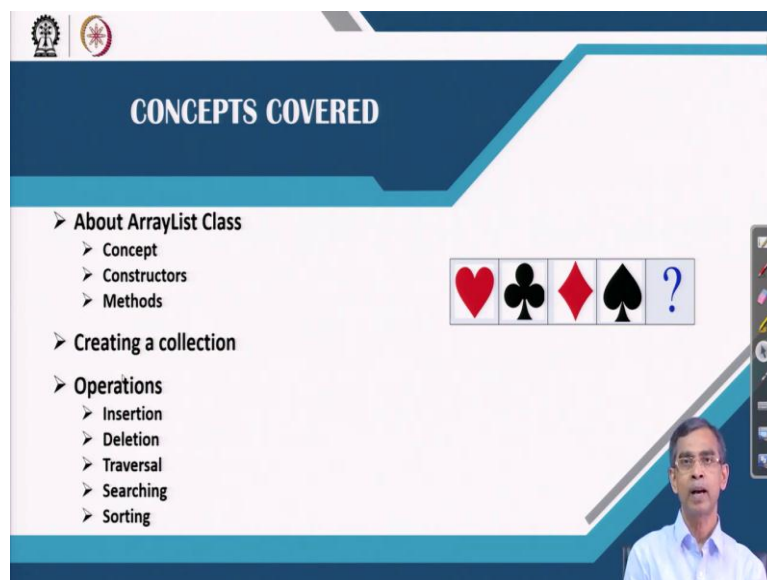 CONCEPTS COVERED
➢ About ArrayList Class
➢ Concept
➢ Constructors
➢ Methods
➢ Creating a collection
➢ Operations
➢ Insertion
➢ Deletion
➢ Traversal
➢ Searching
➢ Sorting
?